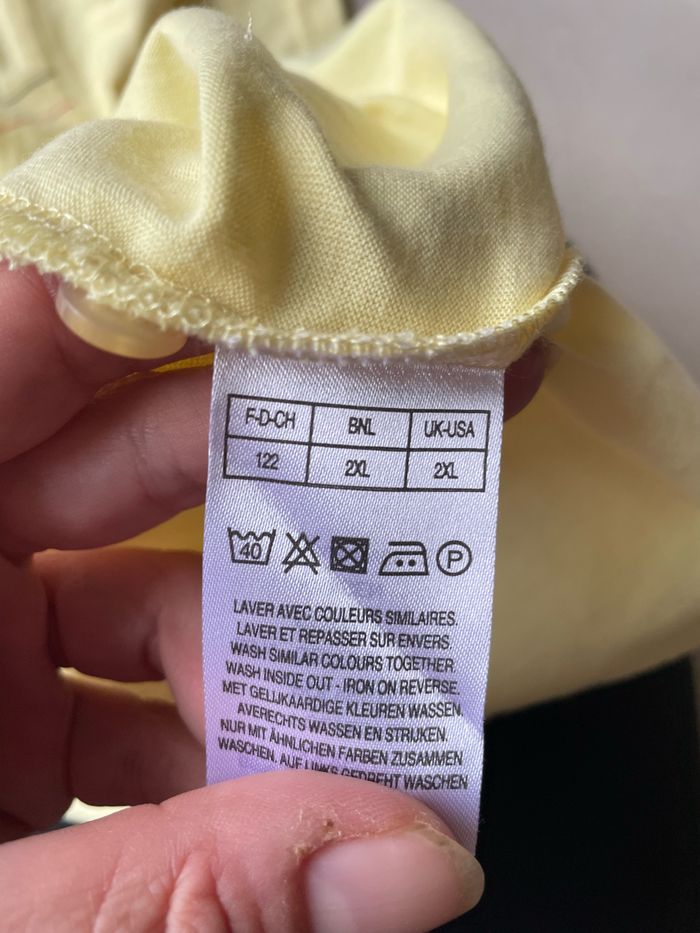 F-D-CH BNL UK-USA
122 2XL 2XL
40 P
LAVER AVEC COULEURS SIMILAIRES.
LAVER ET REPASSER SUR ENVERS.
WASH SIMILAR COLOURS TOGETHER.
WASH INSIDE OUT - IRON ON REVERSE.
MET GELIJKAARDIGE KLEUREN WASSEN.
AVERECHTS WASSEN EN STRIJKEN.
NUR MIT ÄHNLICHEN FARBEN ZUSAMMEN
WASCHEN. AUF LINKS GEDREHT WASCHEN